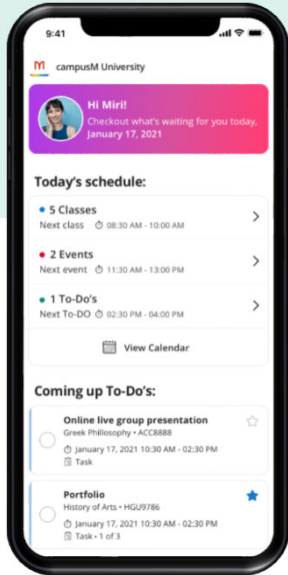 9:41
campusM University
Hi Miri!
Checkout what's waiting for you today,
January 17, 2021
Today's schedule:
5 Classes
Next class 08:30 AM - 10:00 AM
2 Events
Next event 11:30 AM - 13:00 PM
1 To-Do's
Next To-DO 02:30 PM - 04:00 PM
View Calendar
Coming up To-Do's:
Online live group presentation
Greek Phillosophy • ACC8888
January 17, 2021 10:30 AM - 02:30 PM
Task
Portfolio
History of Arts • HGU9786
January 17, 2021 10:30 AM - 02:30 PM
Task • 1 of 3